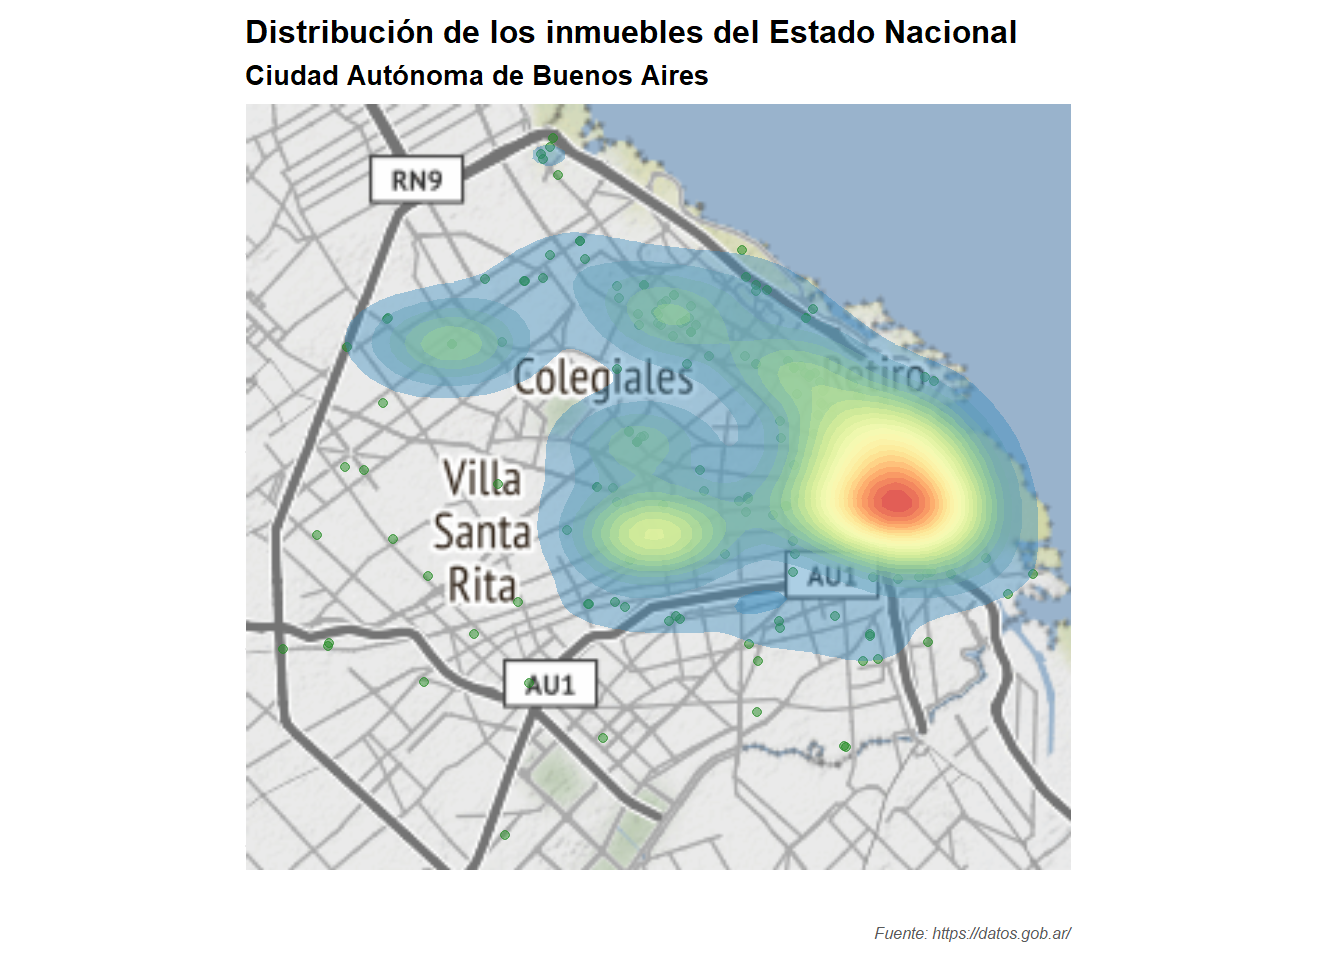 Distribución de los inmuebles del Estado Nacional
Ciudad Autónoma de Buenos Aires
RN9
Colegiales
Retiro
Villa
Santa
Rita
AU1
AU1
Fuente: https://datos.gob.ar/